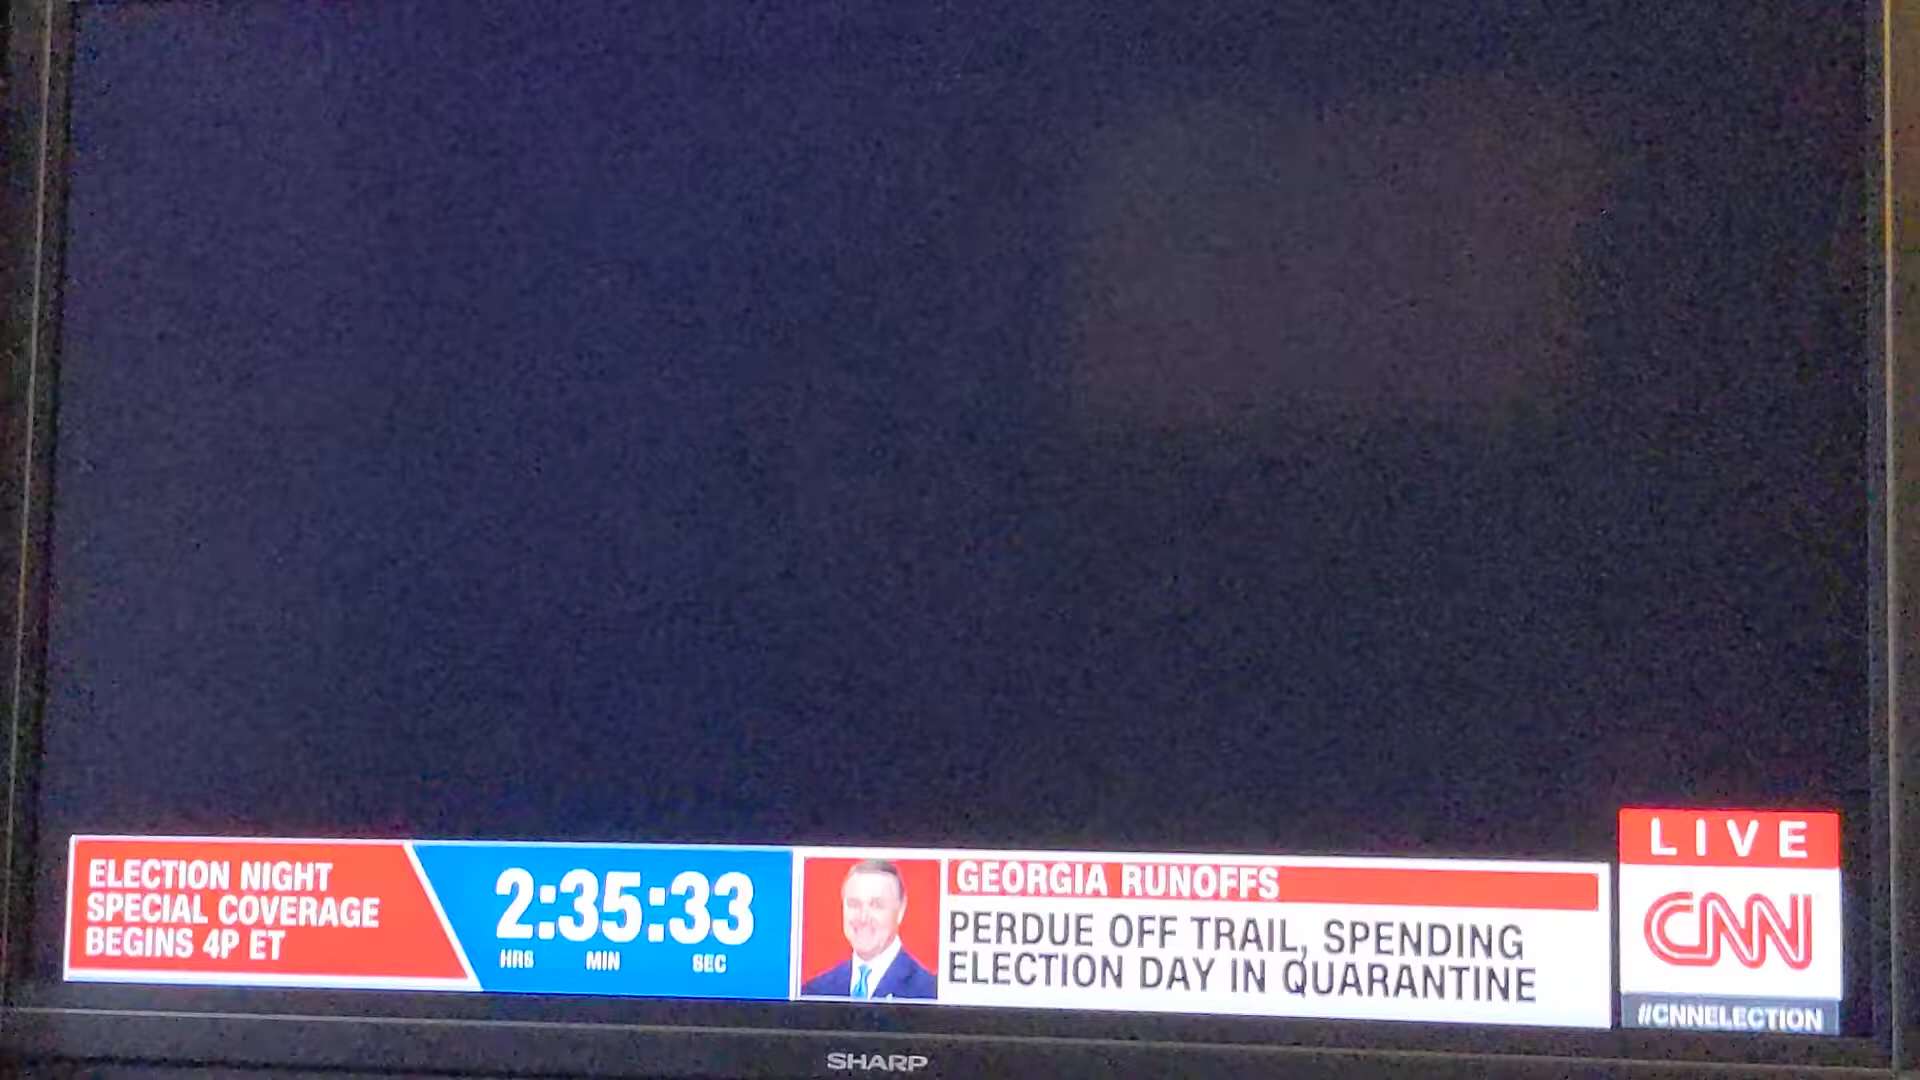 ELECTION NIGHT
SPECIAL COVERAGE
BEGINS 4P ET
2:35:33
HRS MIN SEC
GEORGIA RUNOFFS
PERDUE OFF TRAIL, SPENDING
ELECTION DAY IN QUARANTINE
LIVE
CNN
#CNNELECTION
SHARP